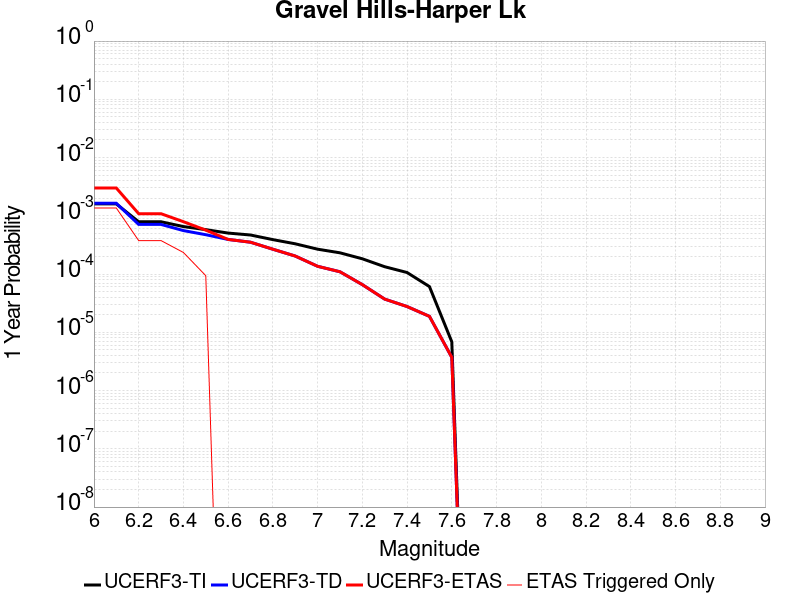 Gravel Hills-Harper Lk
10^0
10^-1
10^-2
10^-3
10^-4
10^-5
10^-6
10^-7
10^-8
1 Year Probability
6 6.2 6.4 6.6 6.8 7 7.2 7.4 7.6 7.8 8 8.2 8.4 8.6 8.8 9
Magnitude
UCERF3-TI UCERF3-TD UCERF3-ETAS ETAS Triggered Only